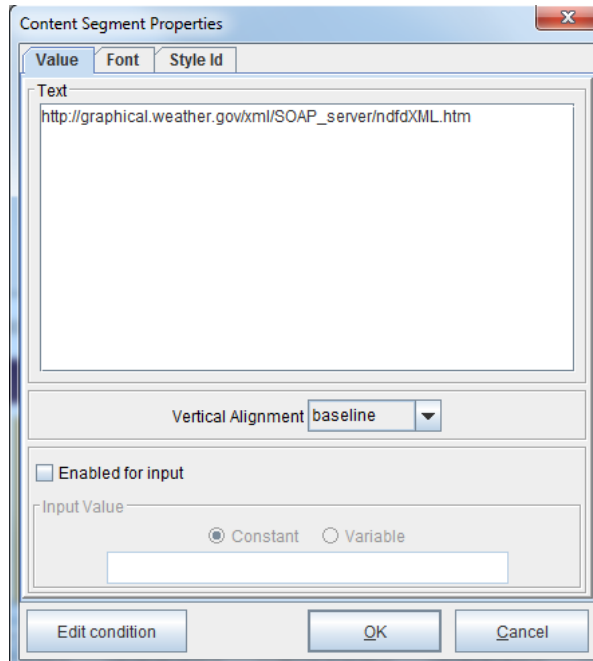 Content Segment Properties
Value Font Style Id
Text
http://graphical.weather.gov/xml/SOAP_server/ndfdXML.htm
Vertical Alignment baseline
Enabled for input
Input Value
Constant Variable
Edit condition OK Cancel